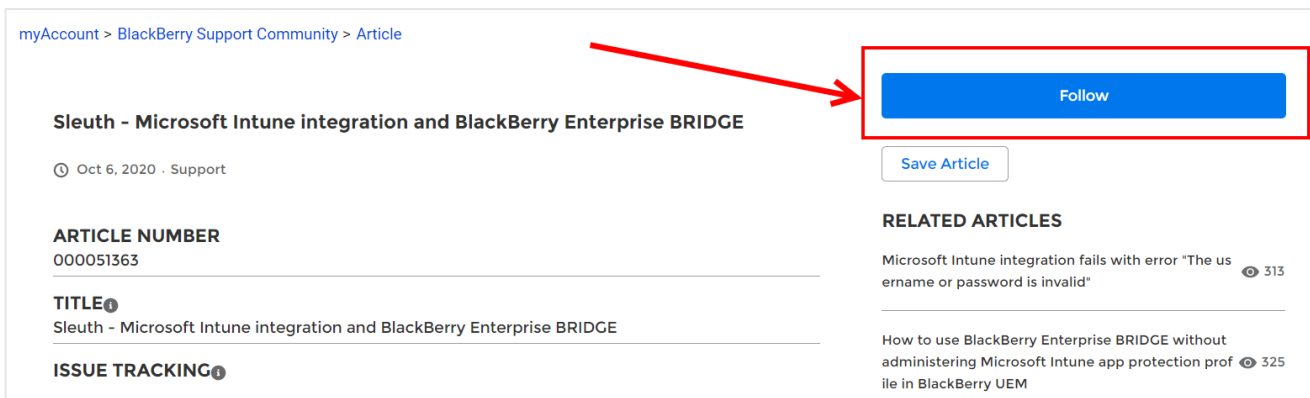 myAccount > BlackBerry Support Community > Article
Sleuth - Microsoft Intune integration and BlackBerry Enterprise BRIDGE
Oct 6, 2020 · Support
ARTICLE NUMBER
000051363
TITLE
Sleuth - Microsoft Intune integration and BlackBerry Enterprise BRIDGE
ISSUE TRACKING
Follow
Save Article
RELATED ARTICLES
Microsoft Intune integration fails with error "The us
ername or password is invalid"
313
How to use BlackBerry Enterprise BRIDGE without
administering Microsoft Intune app protection prof
ile in BlackBerry UEM
325